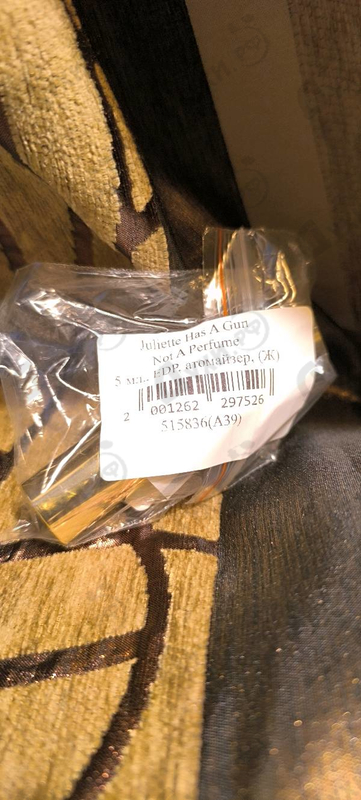 Juliette Has A Gun
Not A Perfume
5 мл., EDP, атомайзер, (Ж)
2 001262 297526
515836(A39)